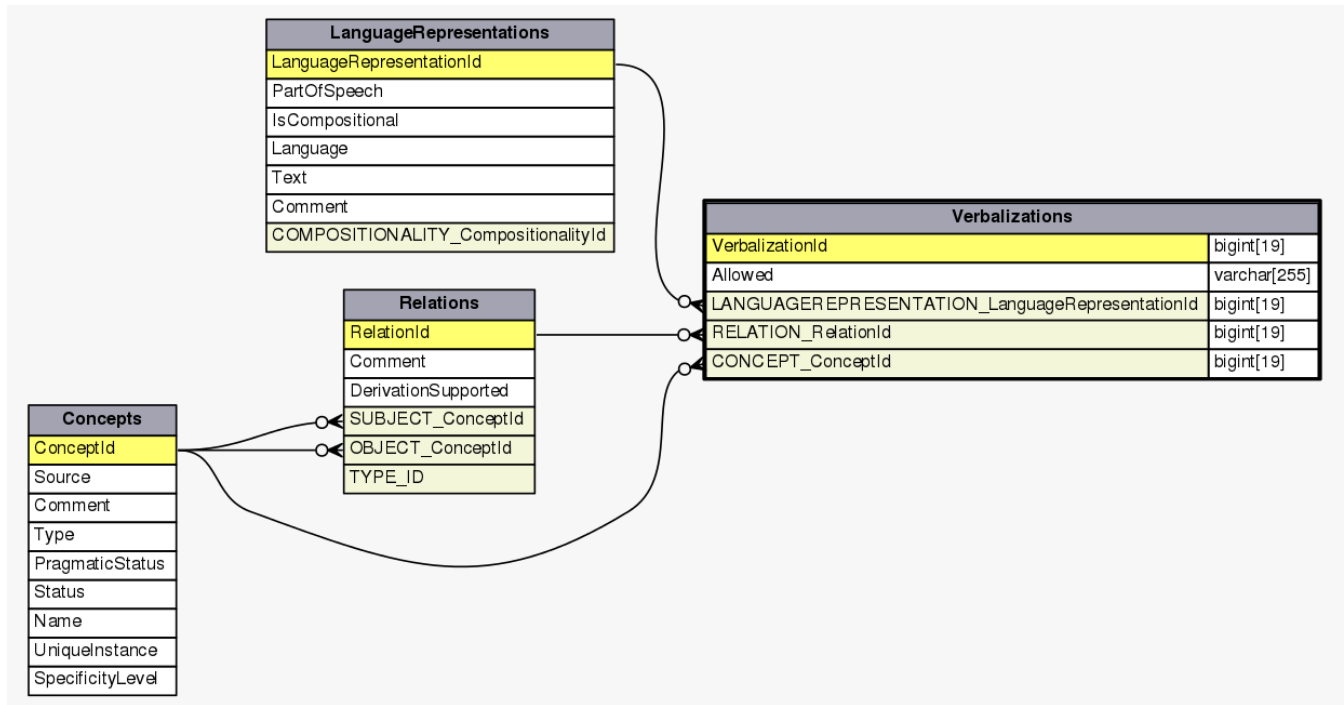 LanguageRepresentations
LanguageRepresentationId
PartOfSpeech
IsCompositional
Language
Text
Comment
COMPOSITIONALITY_CompositionalityId
Verbalizations
VerbalizationId bigint[19]
Allowed varchar[255]
LANGUAGEREPRESENTATION_LanguageRepresentationId bigint[19]
RELATION_RelationId bigint[19]
CONCEPT_ConceptId bigint[19]
Relations
RelationId
Comment
DerivationSupported
SUBJECT_ConceptId
OBJECT_ConceptId
TYPE_ID
Concepts
ConceptId
Source
Comment
Type
PragmaticStatus
Status
Name
UniqueInstance
SpecificityLevel